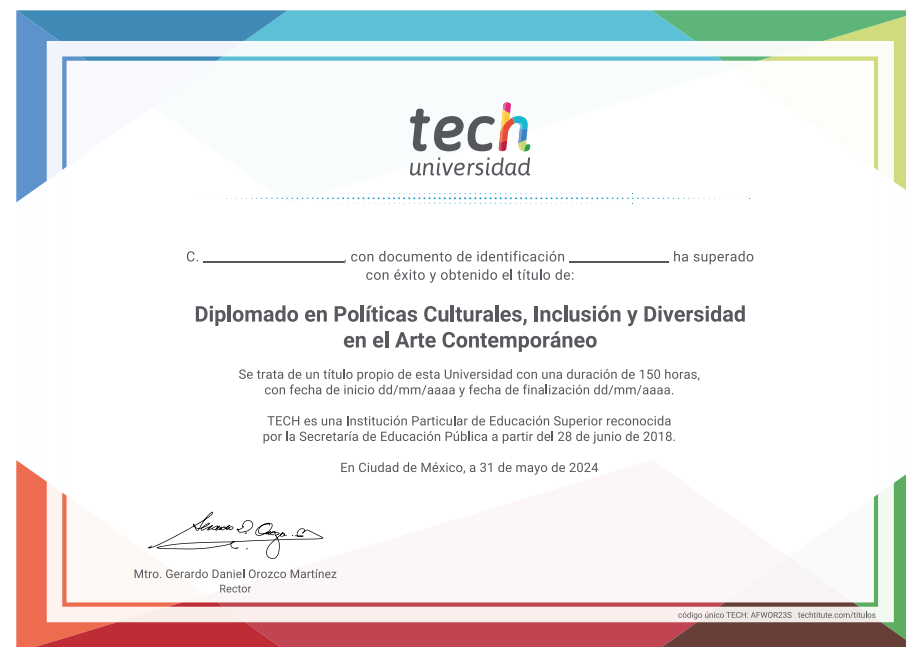 tech
universidad
C. ____________, con documento de identificación ____________ ha superado
con éxito y obtenido el título de:
Diplomado en Políticas Culturales, Inclusión y Diversidad
en el Arte Contemporáneo
Se trata de un título propio de esta Universidad con una duración de 150 horas,
con fecha de inicio dd/mm/aaaa y fecha de finalización dd/mm/aaaa.
TECH es una Institución Particular de Educación Superior reconocida
por la Secretaría de Educación Pública a partir del 28 de junio de 2018.
En Ciudad de México, a 31 de mayo de 2024
Mtro. Gerardo Daniel Orozco Martínez
Rector
código único TECH: AFWOR23S techtitute.com/titulos